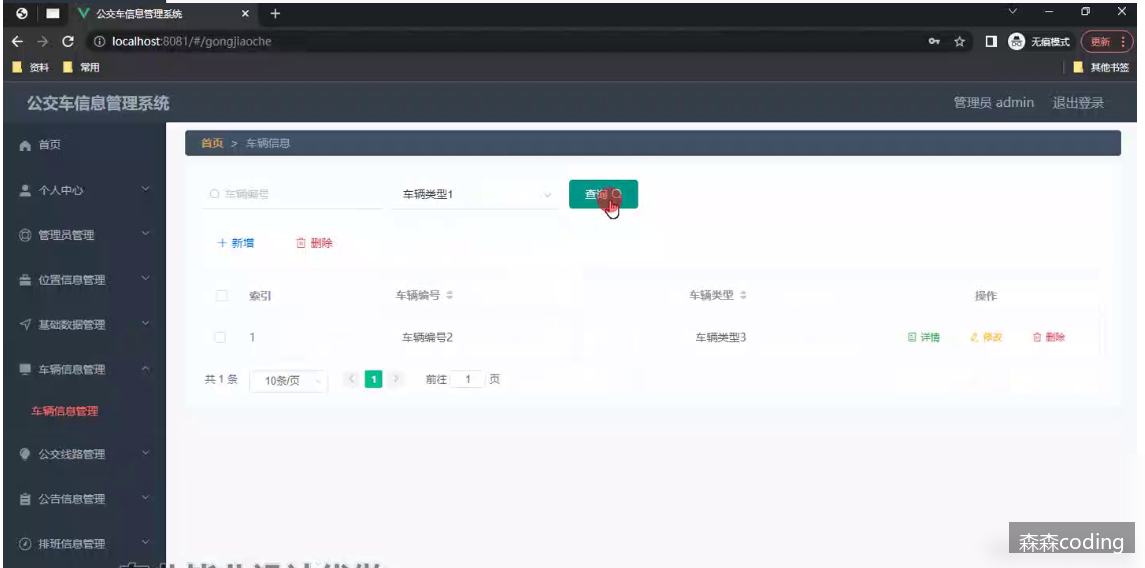 公交车信息管理系统
localhost:8081/#/gongjiaoche
无痕模式
更新
资料
常用
其他书签
公交车信息管理系统
管理员 admin 退出登录
首页
个人中心
管理员管理
位置信息管理
基础数据管理
车辆信息管理
车辆信息管理
公交线路管理
公告信息管理
排班信息管理
首页 > 车辆信息
车辆编号 车辆类型1 查询
新增 删除
索引 车辆编号 车辆类型 操作
1 车辆编号2 车辆类型3 详情 修改 删除
共 1 条 10条/页 1 前往 1 页
森森coding